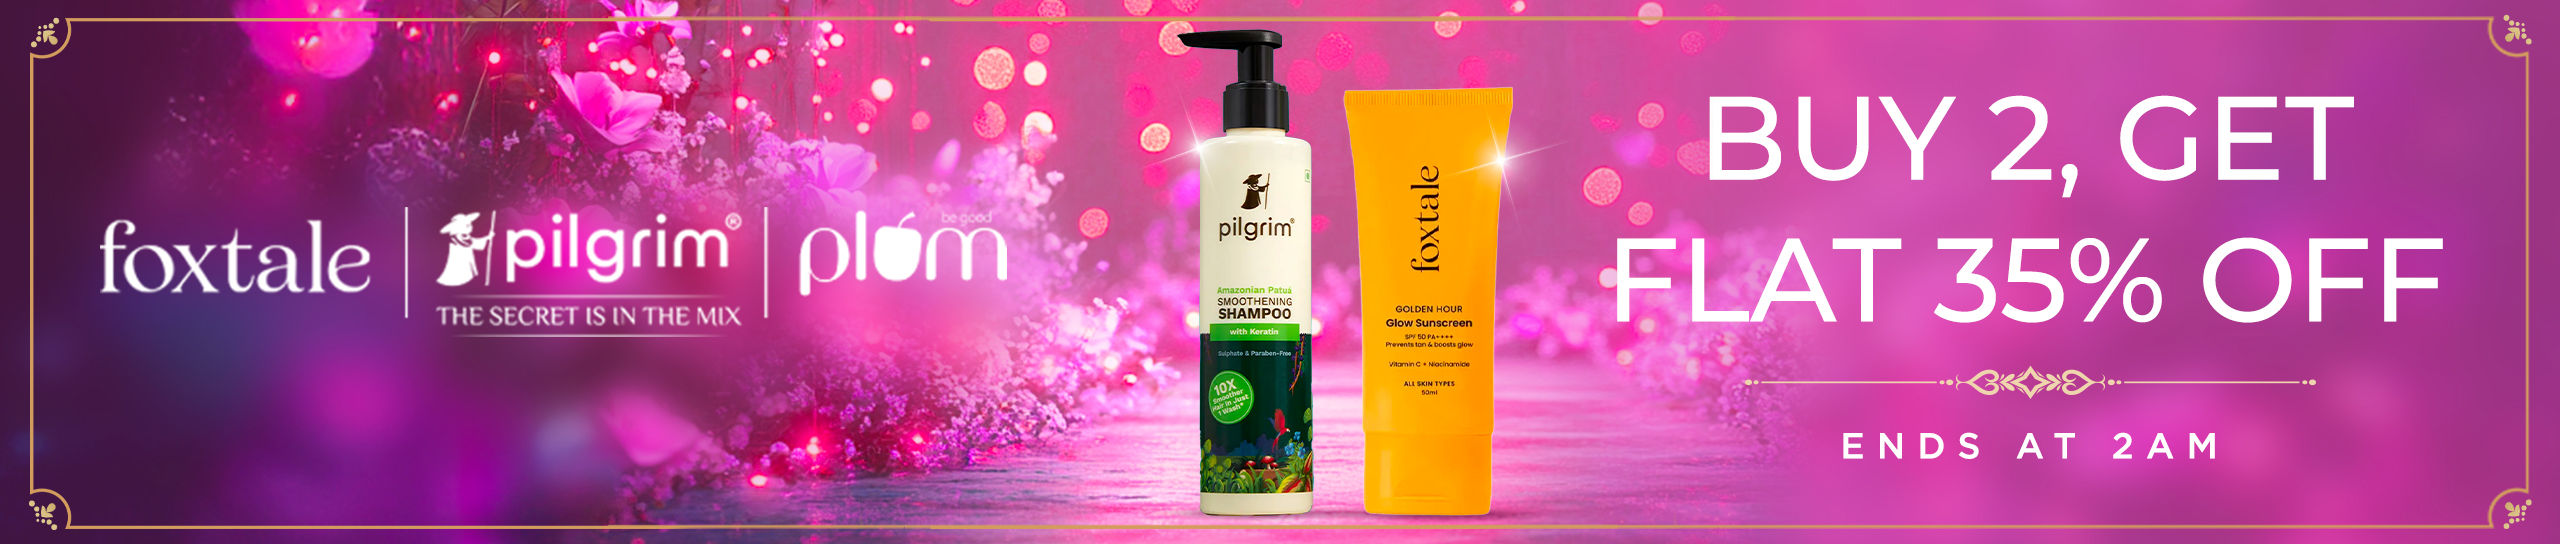 foxtale
pilgrim®
THE SECRET IS IN THE MIX
be good
plum
pilgrim®
Amazonian Patuá
SMOOTHENING
SHAMPOO
with Keratin
Sulphate & Paraben-Free
10X
Smoother
Hair in Just
1 Wash*
foxtale
GOLDEN HOUR
Glow Sunscreen
SPF 50 PA++++
Prevents tan & boosts glow
Vitamin C + Niacinamide
ALL SKIN TYPES
50ml
BUY 2, GET
FLAT 35% OFF
ENDS AT 2AM